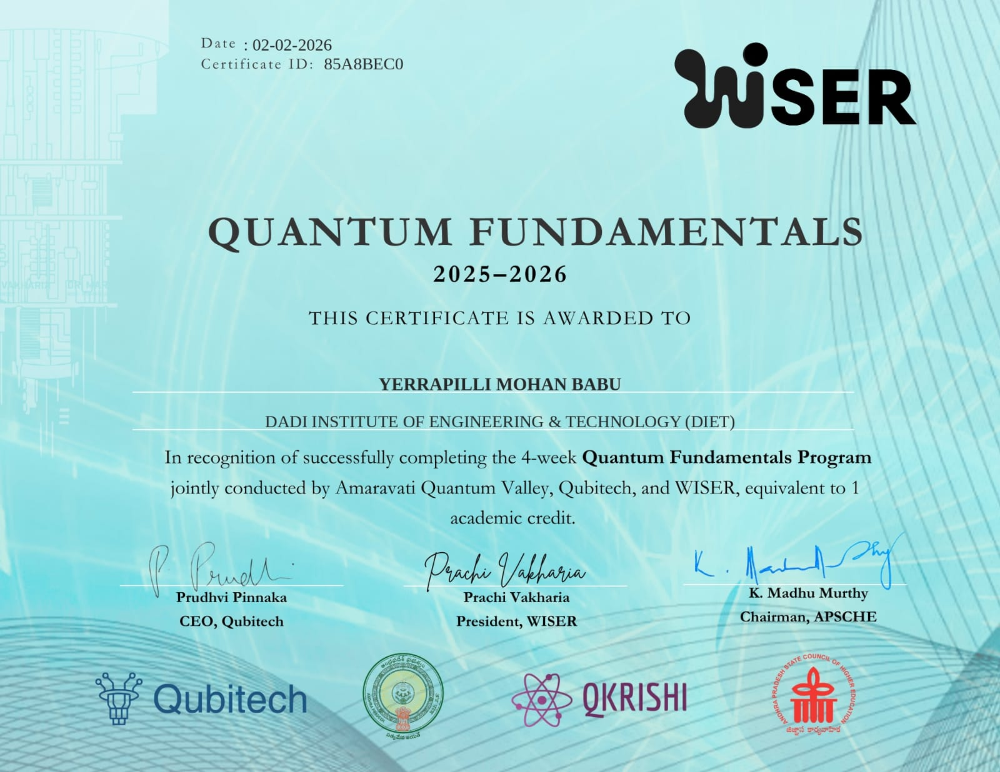 Date : 02-02-2026
Certificate ID: 85A8BEC0
WiSER
QUANTUM FUNDAMENTALS
2025–2026
THIS CERTIFICATE IS AWARDED TO
YERRAPILLI MOHAN BABU
DADI INSTITUTE OF ENGINEERING & TECHNOLOGY (DIET)
In recognition of successfully completing the 4-week Quantum Fundamentals Program
jointly conducted by Amaravati Quantum Valley, Qubitech, and WISER, equivalent to 1
academic credit.
P. Prudhvi
Prachi Vakharia
Prudhvi Pinnaka
CEO, Qubitech
Prachi Vakharia
President, WISER
K. Madhu Murthy
Chairman, APSCHE
Qubitech
ఆంధ్రప్రదేశ్ ప్రభుత్వం
సత్యమేవ జయతే
QKRISHI
ANDHRA PRADESH STATE COUNCIL OF HIGHER EDUCATION